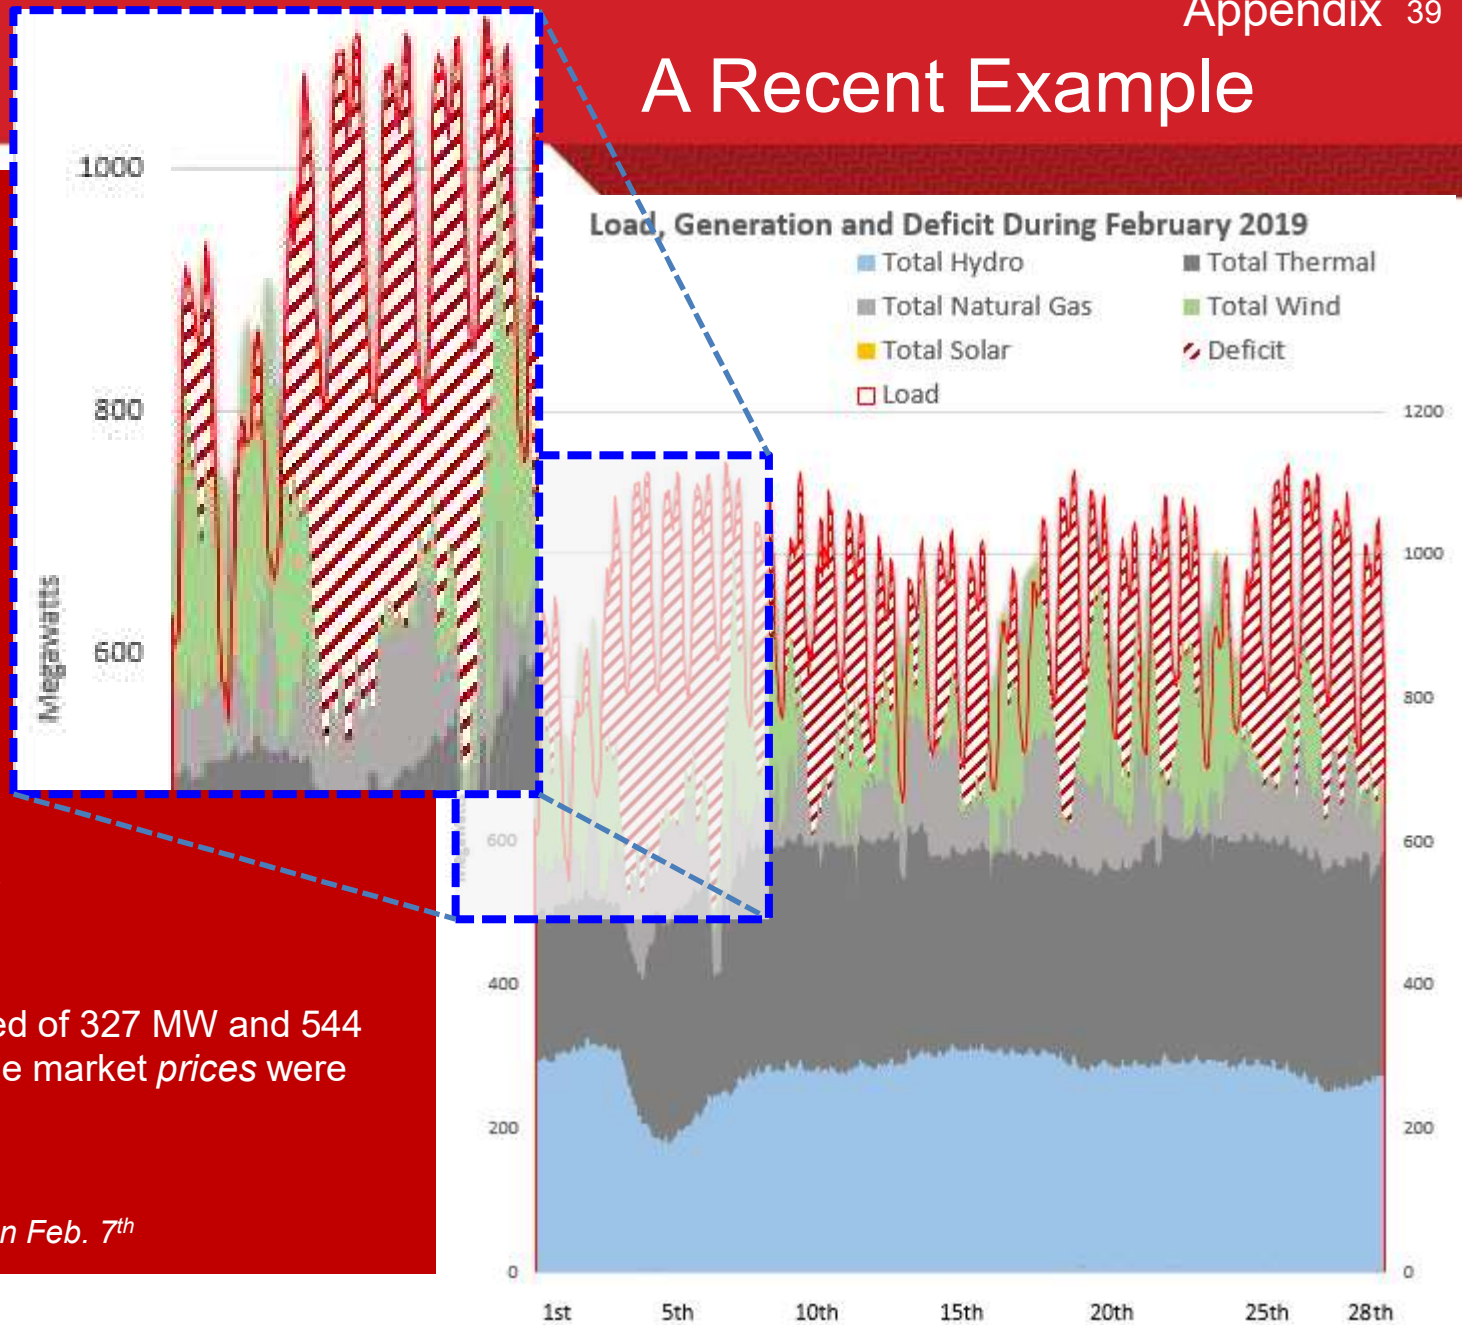 Appendix 39
A Recent Example
1000
800
600
Megawatts
Load, Generation and Deficit During February 2019
Total Hydro
Total Thermal
Total Natural Gas
Total Wind
Total Solar
Deficit
Load
1200
1000
800
600
400
200
0
600
400
200
0
1st 5th 10th 15th 20th 25th 28th
ed of 327 MW and 544
e market prices were
n Feb. 7th